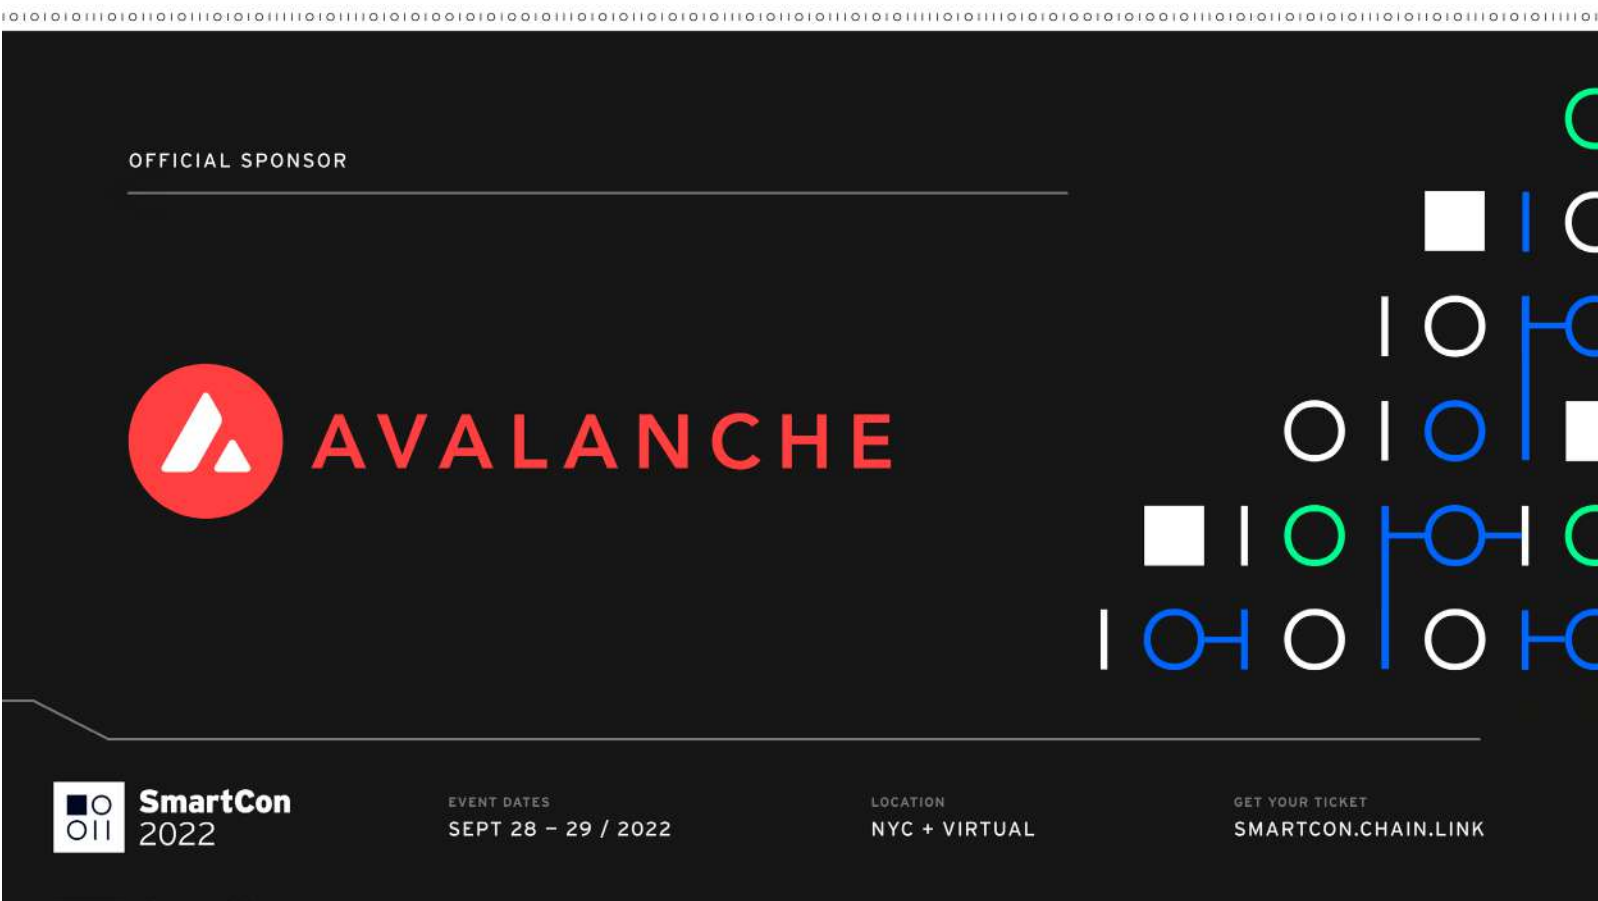 OFFICIAL SPONSOR
AVALANCHE
SmartCon
2022
EVENT DATES
SEPT 28 – 29 / 2022
LOCATION
NYC + VIRTUAL
GET YOUR TICKET
SMARTCON.CHAIN.LINK